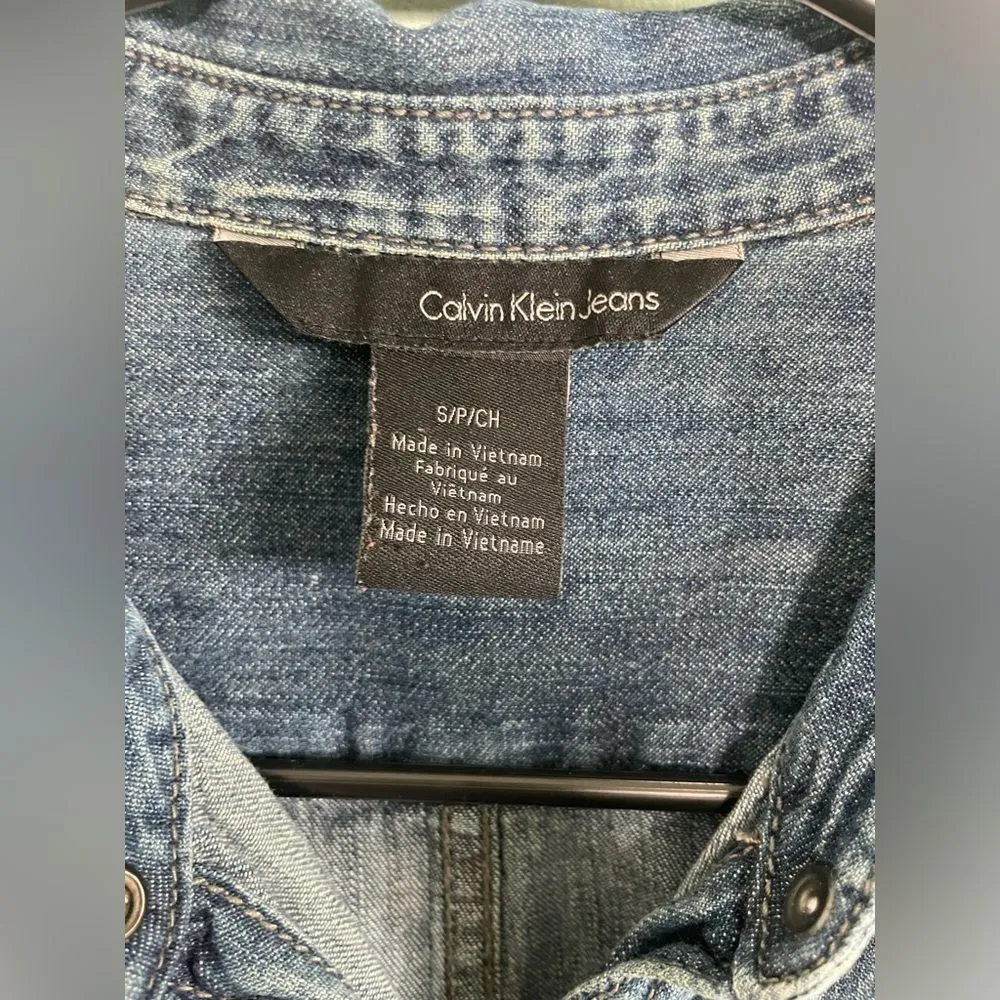 Calvin Klein Jeans
S/P/CH
Made in Vietnam
Fabriqué au
Viêtnam
Hecho en Vietnam
Made in Vietname